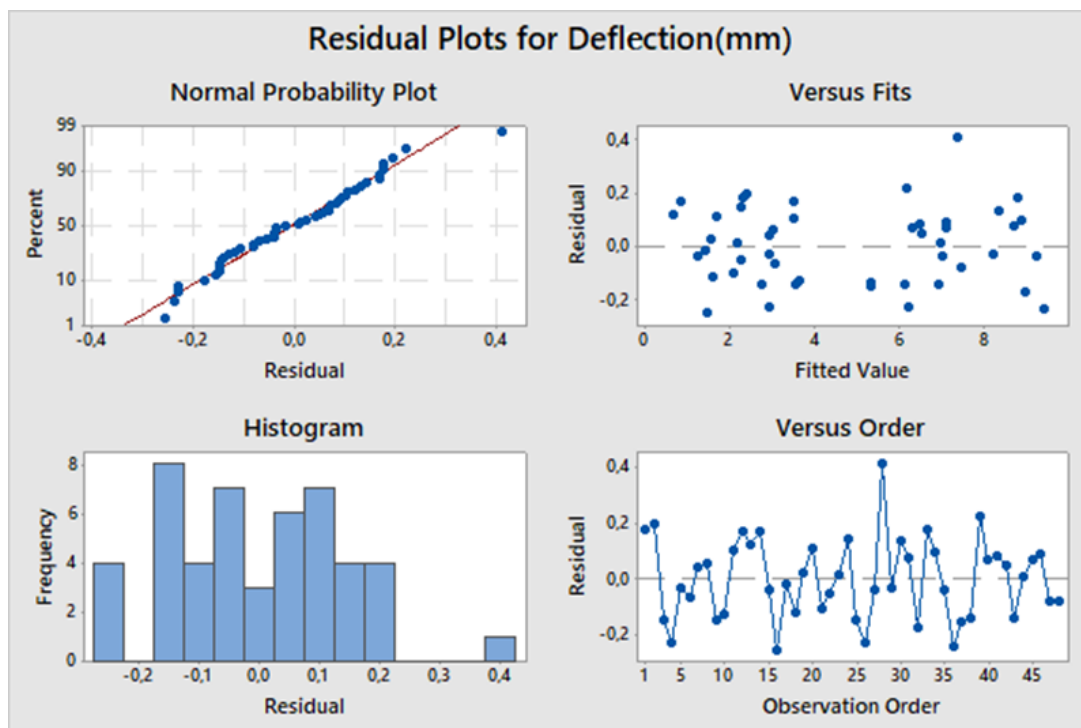 Residual Plots for Deflection(mm)
Normal Probability Plot
99
90
50
10
1
Percent
-0,4 -0,2 0,0 0,2 0,4
Residual
Versus Fits
0,4
0,2
0,0
-0,2
Residual
0 2 4 6 8
Fitted Value
Histogram
8
6
4
2
0
Frequency
-0,2 -0,1 0,0 0,1 0,2 0,3 0,4
Residual
Versus Order
0,4
0,2
0,0
-0,2
Residual
1 5 10 15 20 25 30 35 40 45
Observation Order